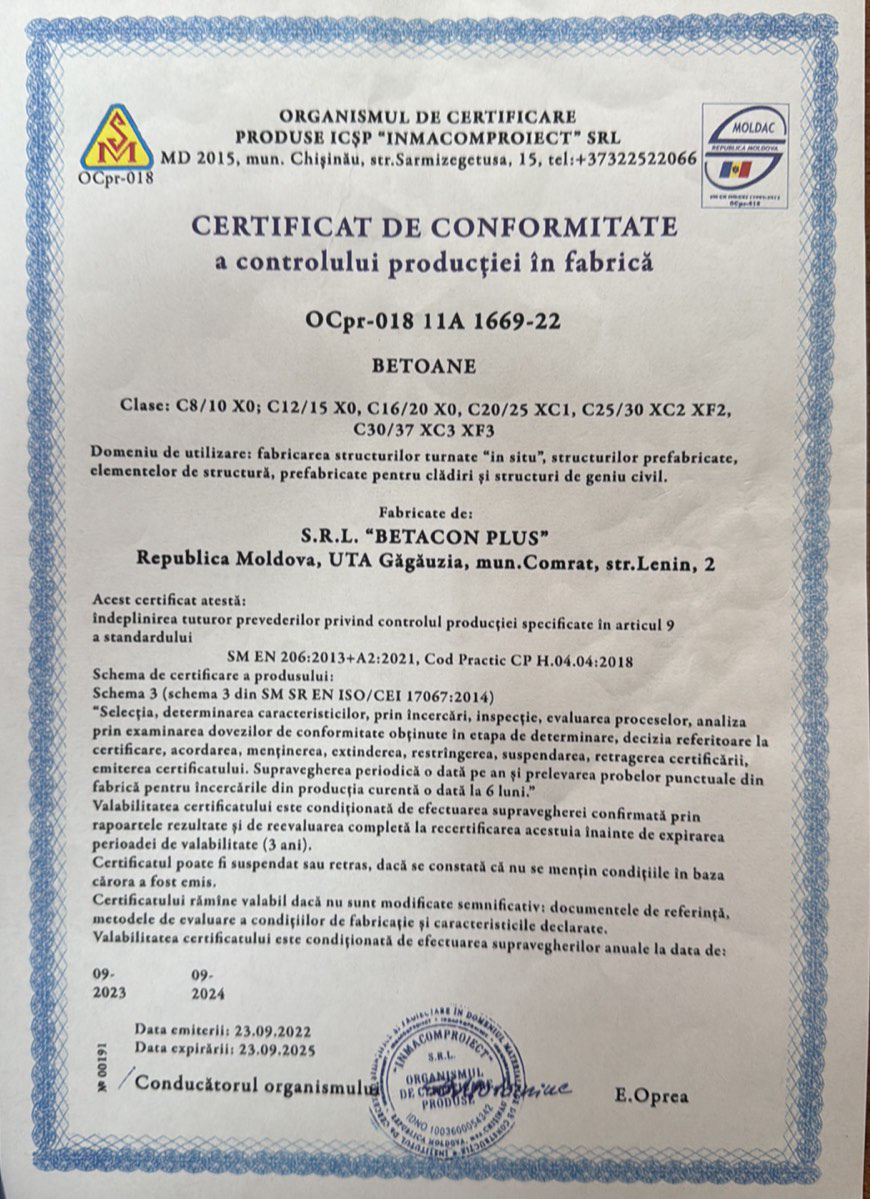 ORGANISMUL DE CERTIFICARE
PRODUSE ICȘP "INMACOMPROIECT" SRL
MD 2015, mun. Chișinău, str.Sarmizegetusa, 15, tel:+37322522066
SM
OCpr-018
MOLDAC
REPUBLICA MOLDOVA
OCpr-018
CERTIFICAT DE CONFORMITATE
a controlului producției în fabrică
OCpr-018 11A 1669-22
BETOANE
Clase: C8/10 X0; C12/15 X0, C16/20 X0, C20/25 XC1, C25/30 XC2 XF2,
C30/37 XC3 XF3
Domeniu de utilizare: fabricarea structurilor turnate "in situ", structurilor prefabricate,
elementelor de structură, prefabricate pentru clădiri și structuri de geniu civil.
Fabricate de:
S.R.L. "BETACON PLUS"
Republica Moldova, UTA Găgăuzia, mun.Comrat, str.Lenin, 2
Acest certificat atestă:
îndeplinirea tuturor prevederilor privind controlul producției specificate în articul 9
a standardului
SM EN 206:2013+A2:2021, Cod Practic CP H.04.04:2018
Schema de certificare a produsului:
Schema 3 (schema 3 din SM SR EN ISO/CEI 17067:2014)
"Selecția, determinarea caracteristicilor, prin încercări, inspecție, evaluarea proceselor, analiza
prin examinarea dovezilor de conformitate obținute în etapa de determinare, decizia referitoare la
certificare, acordarea, menținerea, extinderea, restrîngerea, suspendarea, retragerea certificării,
emiterea certificatului. Supravegherea periodică o dată pe an și prelevarea probelor punctuale din
fabrică pentru încercările din producția curentă o dată la 6 luni."
Valabilitatea certificatului este condiționată de efectuarea supravegherei confirmată prin
rapoartele rezultate și de reevaluarea completă la recertificarea acestuia înainte de expirarea
perioadei de valabilitate (3 ani).
Certificatul poate fi suspendat sau retras, dacă se constată că nu se mențin condițiile în baza
cărora a fost emis.
Certificatului rămîne valabil dacă nu sunt modificate semnificativ: documentele de referință,
metodele de evaluare a condițiilor de fabricație și caracteristicile declarate.
Valabilitatea certificatului este condiționată de efectuarea supravegherilor anuale la data de:
09-
2023
09-
2024
Data emiterii: 23.09.2022
Data expirării: 23.09.2025
№ 00191
Conducătorul organismului
E.Oprea
"INMACOMPROIECT"
S.R.L.
ORGANISMUL
DE
PRODUSE
IDNO 1003600054342